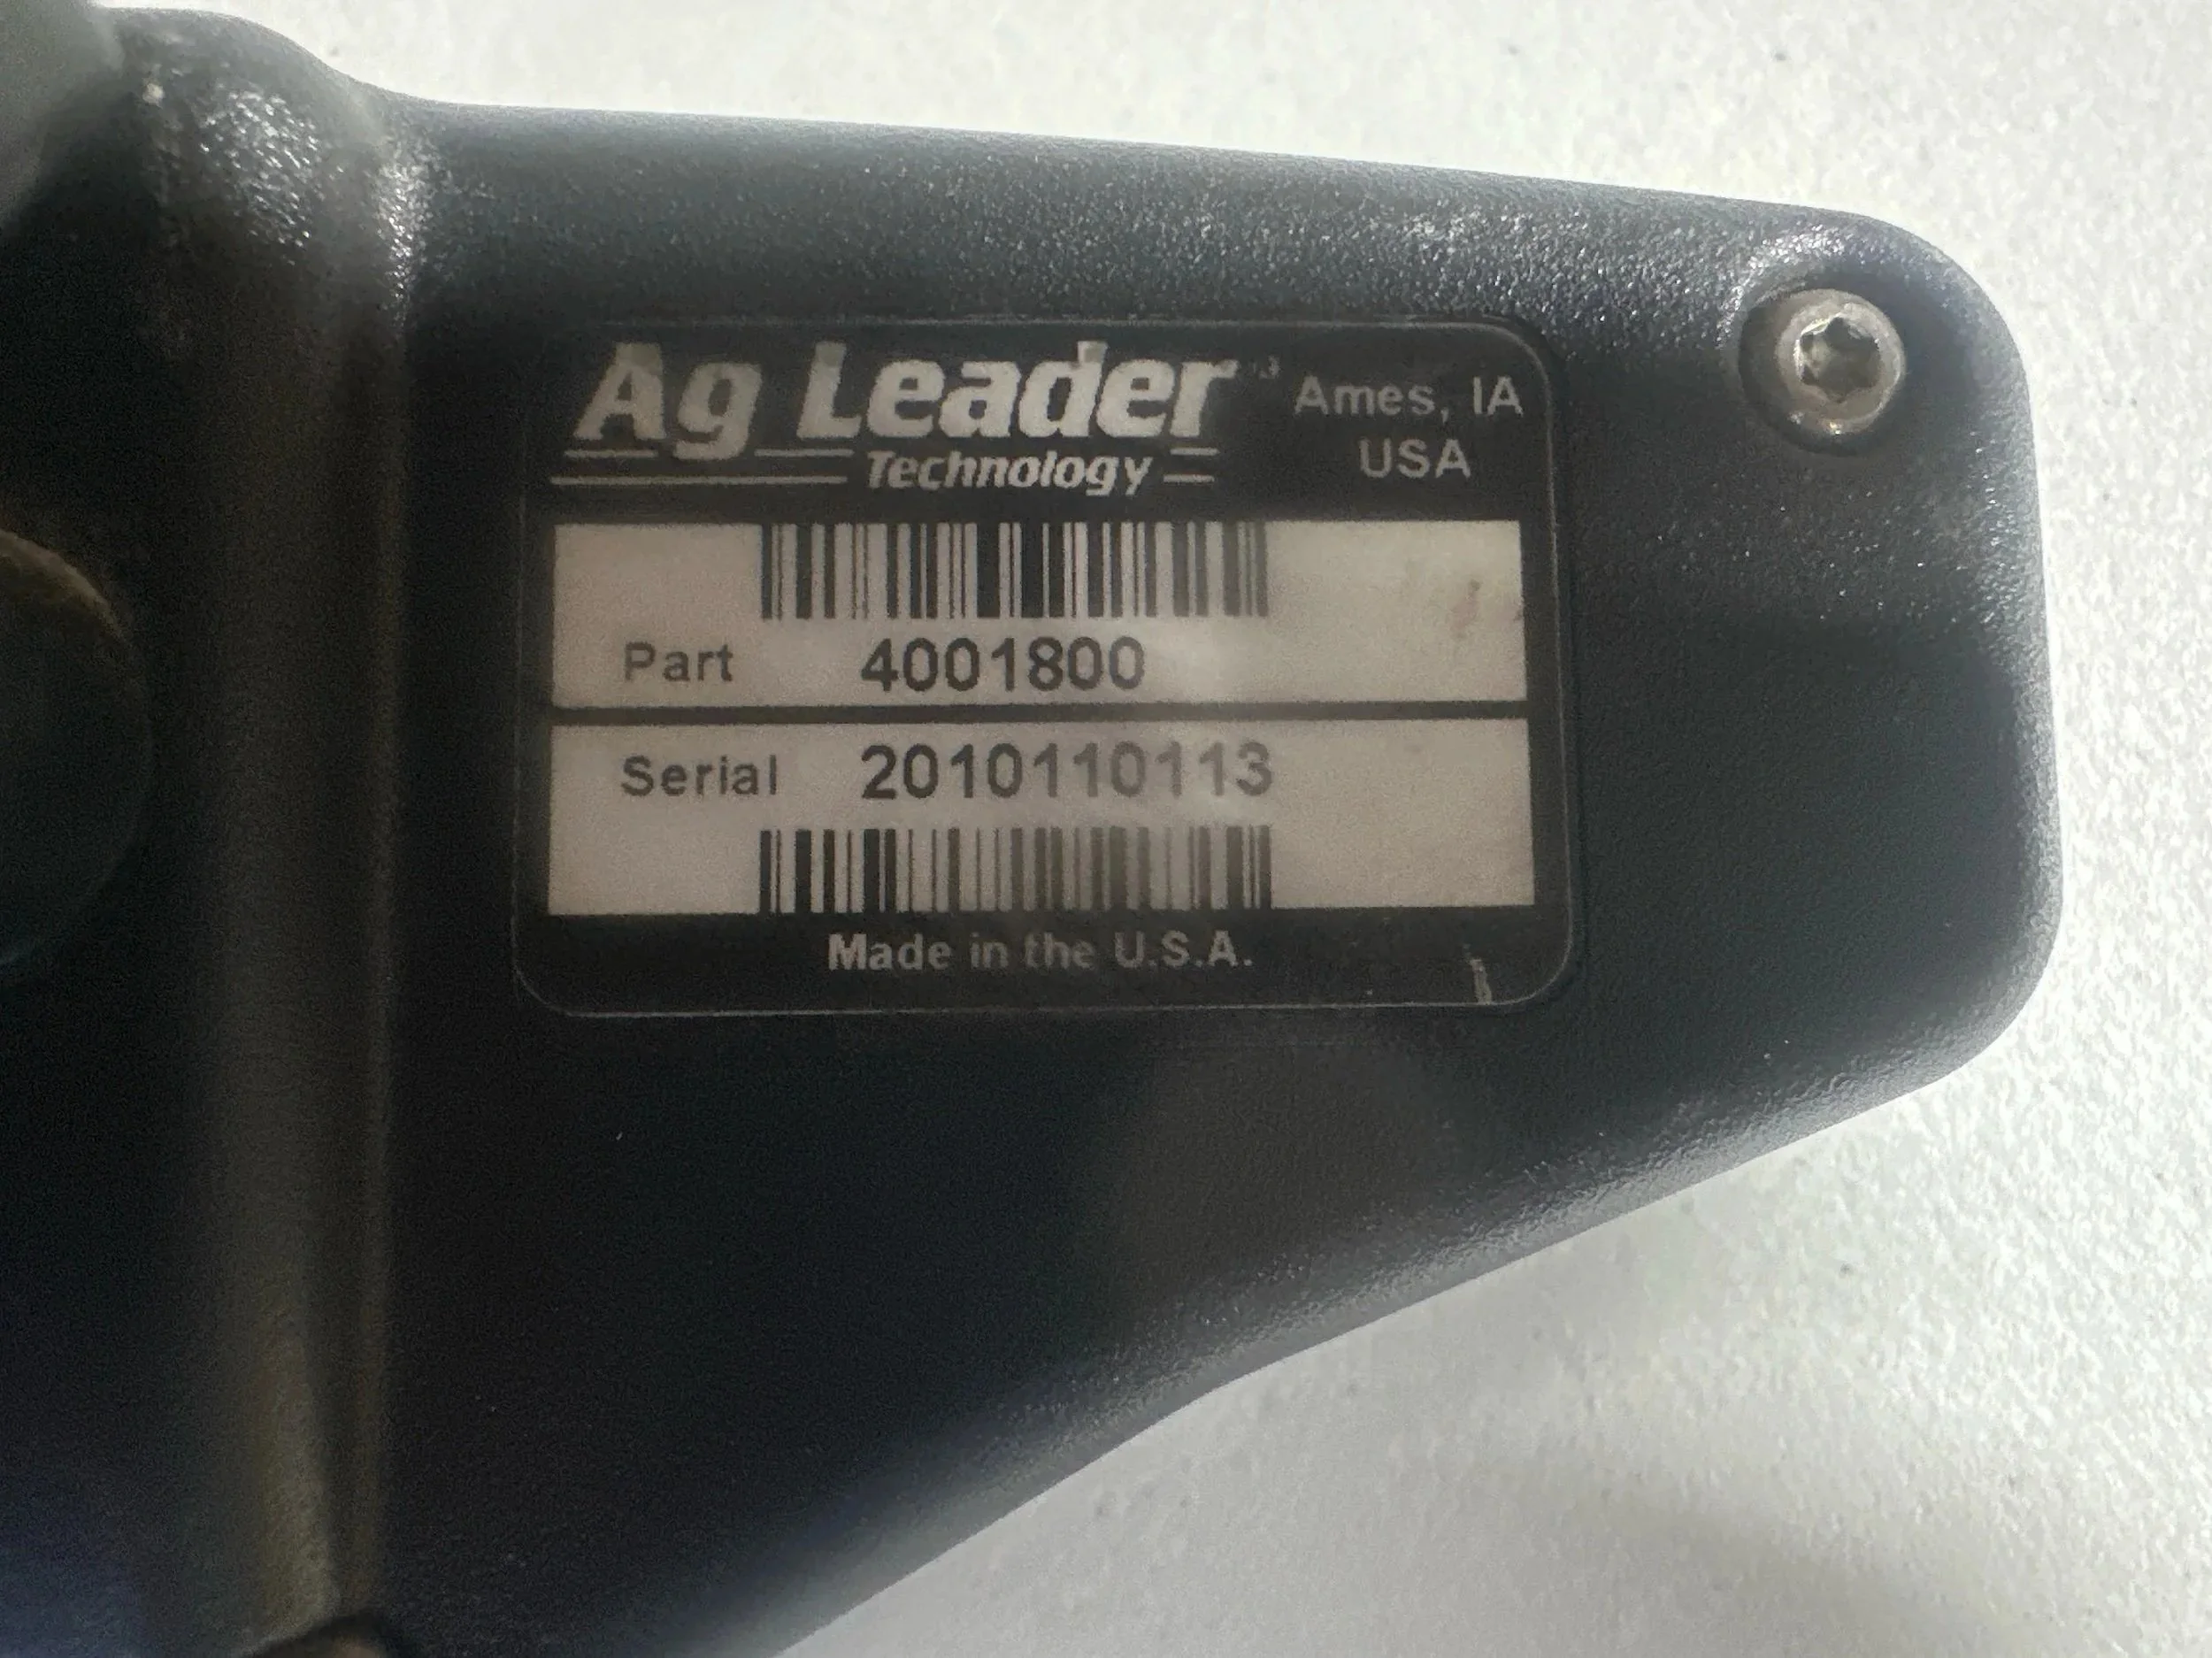 Ag Leader
Technology
Ames, IA
USA
Part 4001800
Serial 2010110113
Made in the U.S.A.